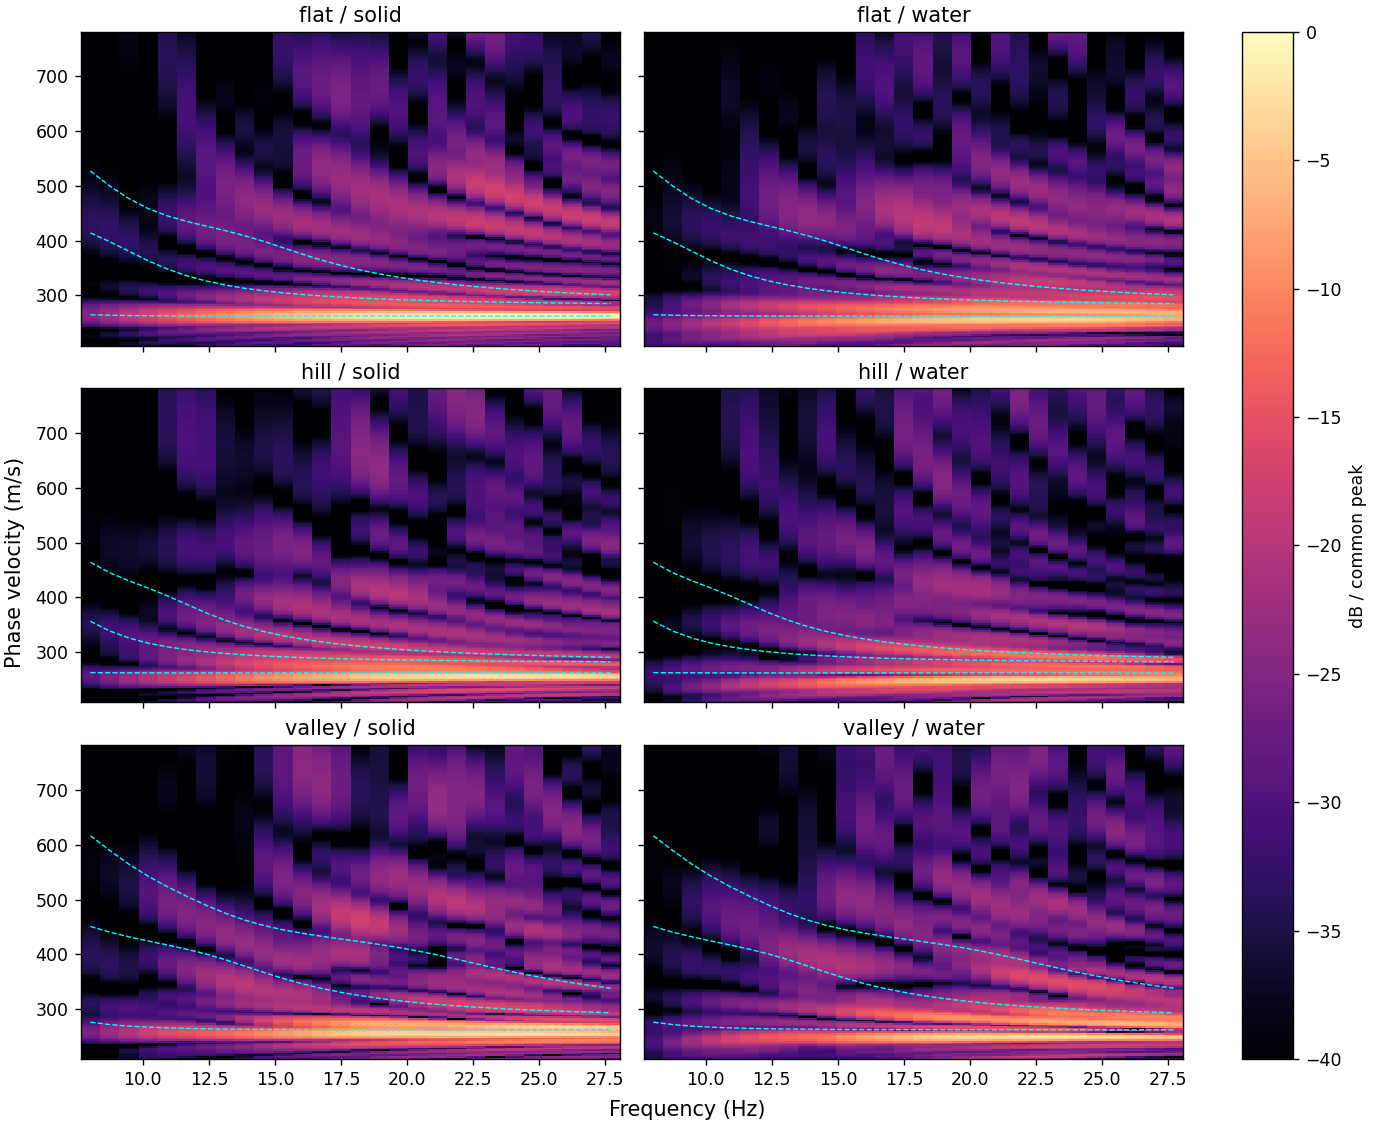 flat / solid
flat / water
700
600
500
400
300
hill / solid
hill / water
700
600
500
400
300
valley / solid
valley / water
700
600
500
400
300
10.0 12.5 15.0 17.5 20.0 22.5 25.0 27.5
10.0 12.5 15.0 17.5 20.0 22.5 25.0 27.5
Frequency (Hz)
Phase velocity (m/s)
0
−5
−10
−15
−20
−25
−30
−35
−40
dB / common peak